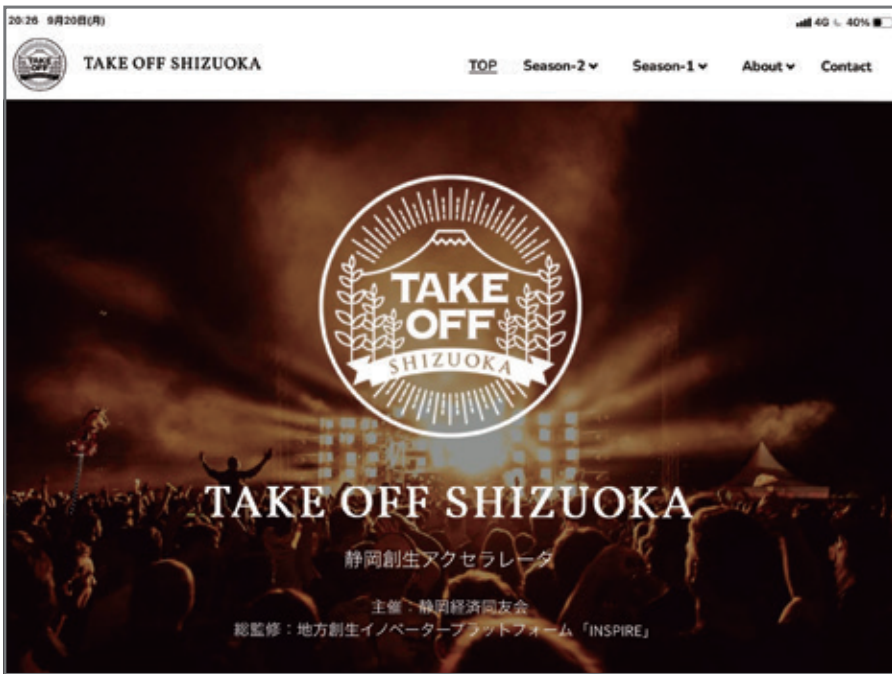 20:26 9月20日(月)
4G 40%
TAKE OFF
TAKE OFF SHIZUOKA
TOP
Season-2
Season-1
About
Contact
TAKE
OFF
SHIZUOKA
TAKE OFF SHIZUOKA
静岡創生アクセラレータ
主催：静岡経済同友会
総監修：地方創生イノベータープラットフォーム「INSPIRE」